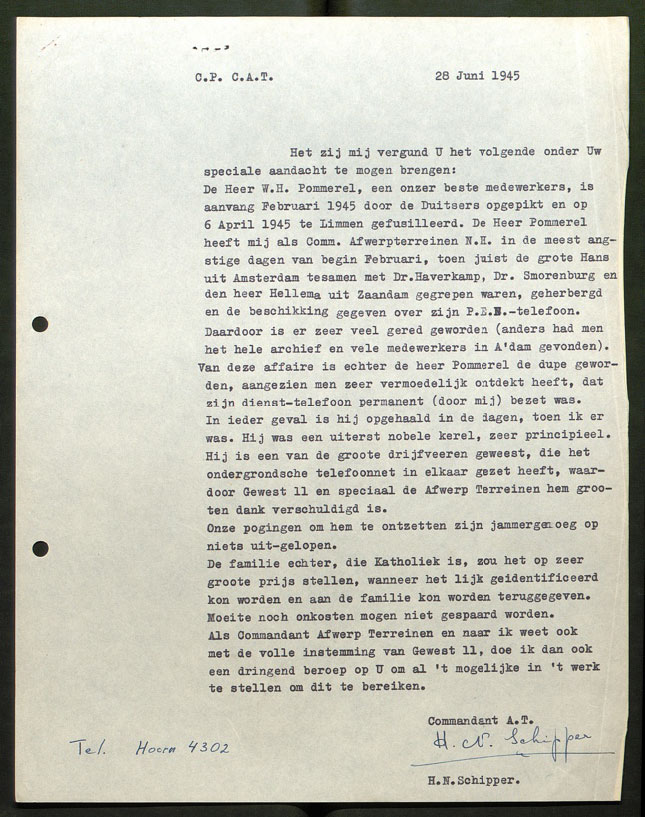 C.P. C.A.T. 28 Juni 1945
Het zij mij vergund U het volgende onder Uw
speciale aandacht te mogen brengen:
De Heer W.H. Pommerel, een onzer beste medewerkers, is
aanvang Februari 1945 door de Duitsers opgepikt en op
6 April 1945 te Limmen gefusilleerd. De Heer Pommerel
heeft mij als Comm. Afwerpterreinen N.H. in de meest ang-
stige dagen van begin Februari, toen juist de grote Hans
uit Amsterdam tesamen met Dr.Haverkamp, Dr. Smorenburg en
den heer Hellema uit Zaandam gegrepen waren, geherbergd
en de beschikking gegeven over zijn P.E.N.-telefoon.
Daardoor is er zeer veel gered geworden (anders had men
het hele archief en vele medewerkers in A'dam gevonden).
Van deze affaire is echter de heer Pommerel de dupe gewor-
den, aangezien men zeer vermoedelijk ontdekt heeft, dat
zijn dienst-telefoon permanent (door mij) bezet was.
In ieder geval is hij opgehaald in de dagen, toen ik er
was. Hij was een uiterst nobele kerel, zeer principieel.
Hij is een van de groote drijfveeren geweest, die het
ondergrondsche telefoonnet in elkaar gezet heeft, waar-
door Gewest 11 en speciaal de Afwerp Terreinen hem groo-
ten dank verschuldigd is.
Onze pogingen om hem te ontzetten zijn jammergenoeg op
niets uit-gelopen.
De familie echter, die Katholiek is, zou het op zeer
groote prijs stellen, wanneer het lijk geidentificeerd
kon worden en aan de familie kon worden teruggegeven.
Moeite noch onkosten mogen niet gespaard worden.
Als Commandant Afwerp Terreinen en naar ik weet ook
met de volle instemming van Gewest 11, doe ik dan ook
een dringend beroep op U om al 't mogelijke in 't werk
te stellen om dit te bereiken.
Commandant A.T.
H. N. Schipper
Tel. Hoorn 4302
H.N.Schipper.